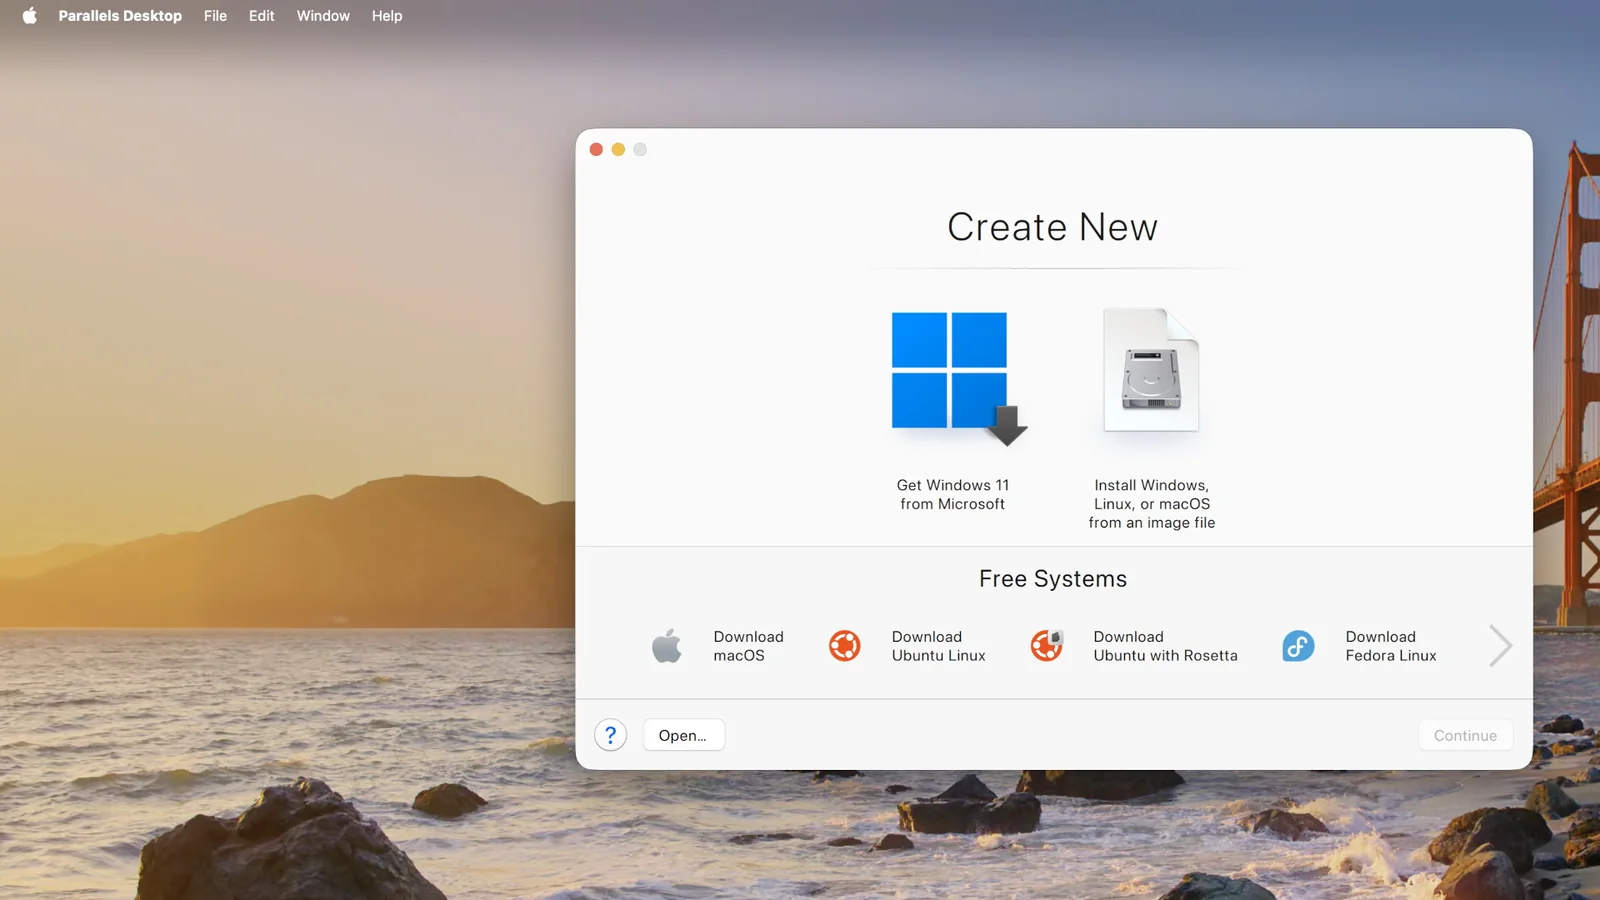 Parallels Desktop File Edit Window Help
Create New
Get Windows 11
from Microsoft
Install Windows,
Linux, or macOS
from an image file
Free Systems
Download
macOS
Download
Ubuntu Linux
Download
Ubuntu with Rosetta
Download
Fedora Linux
? Open... Continue